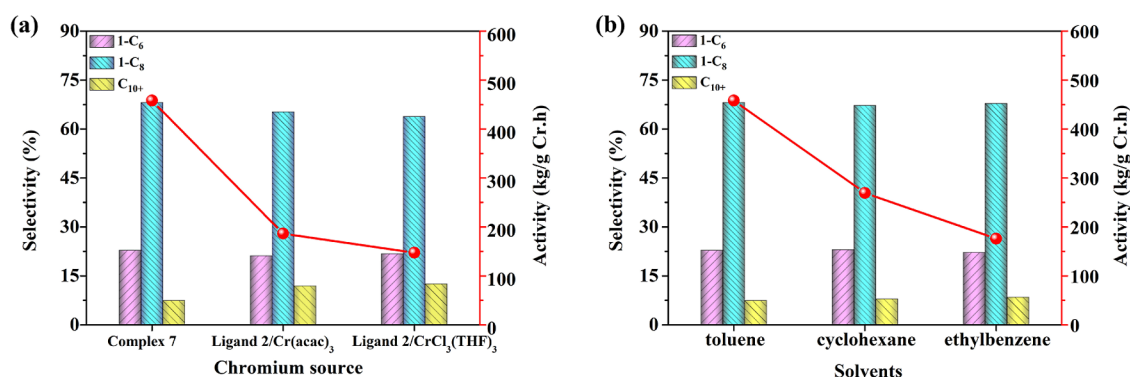 (a)
1-C6
1-C8
C10+
Selectivity (%)
90
75
60
45
30
15
0
600
500
400
300
200
100
0
Activity (kg/g Cr.h)
Complex 7
Ligand 2/Cr(acac)3
Ligand 2/CrCl3(THF)3
Chromium source
(b)
1-C6
1-C8
C10+
Selectivity (%)
90
75
60
45
30
15
0
600
500
400
300
200
100
0
Activity (kg/g Cr.h)
toluene
cyclohexane
ethylbenzene
Solvents